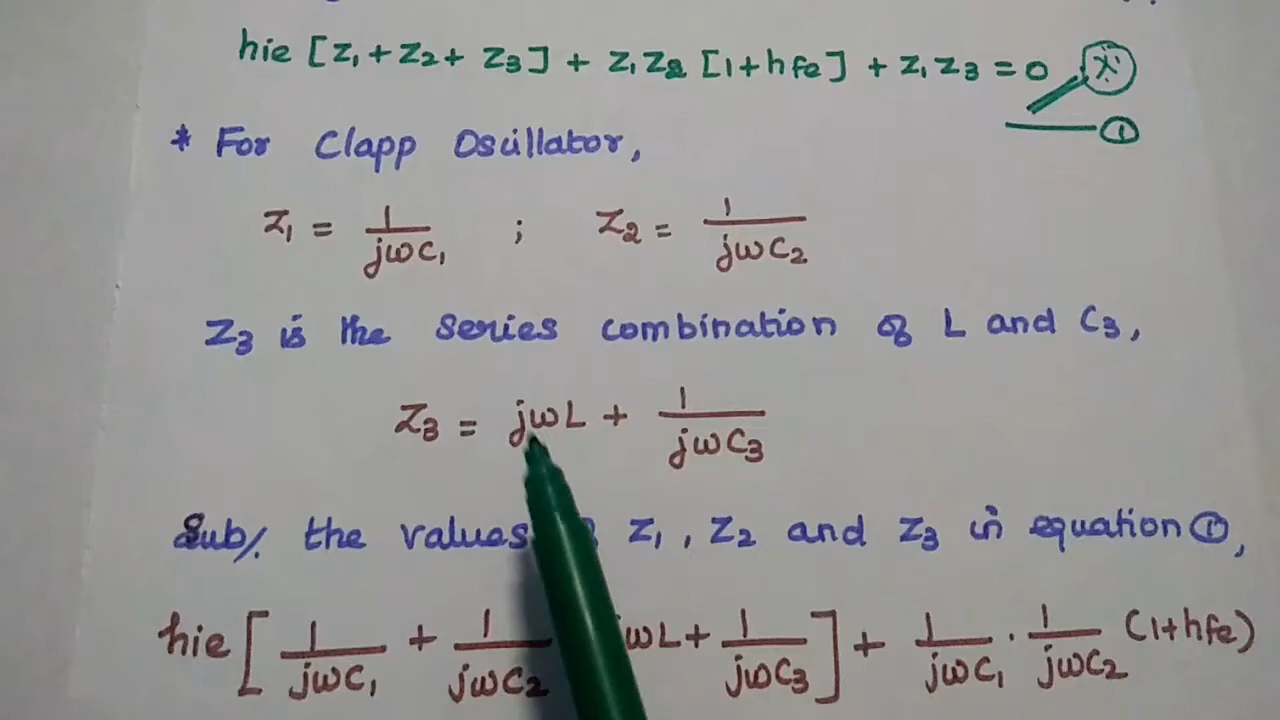 hie [Z₁ + Z₂ + Z₃] + Z₁Z₂ [1+hfe] + Z₁Z₃ = 0 *
①
* For Clapp Oscillator,
Z₁ = 1/jωC₁ ; Z₂ = 1/jωC₂
Z₃ is the series combination of L and C₃,
Z₃ = jωL + 1/jωC₃
Sub/. the values Z₁, Z₂ and Z₃ in equation ①,
hie [ 1/jωC₁ + 1/jωC₂ jωL + 1/jωC₃ ] + 1/jωC₁ · 1/jωC₂ (1+hfe)